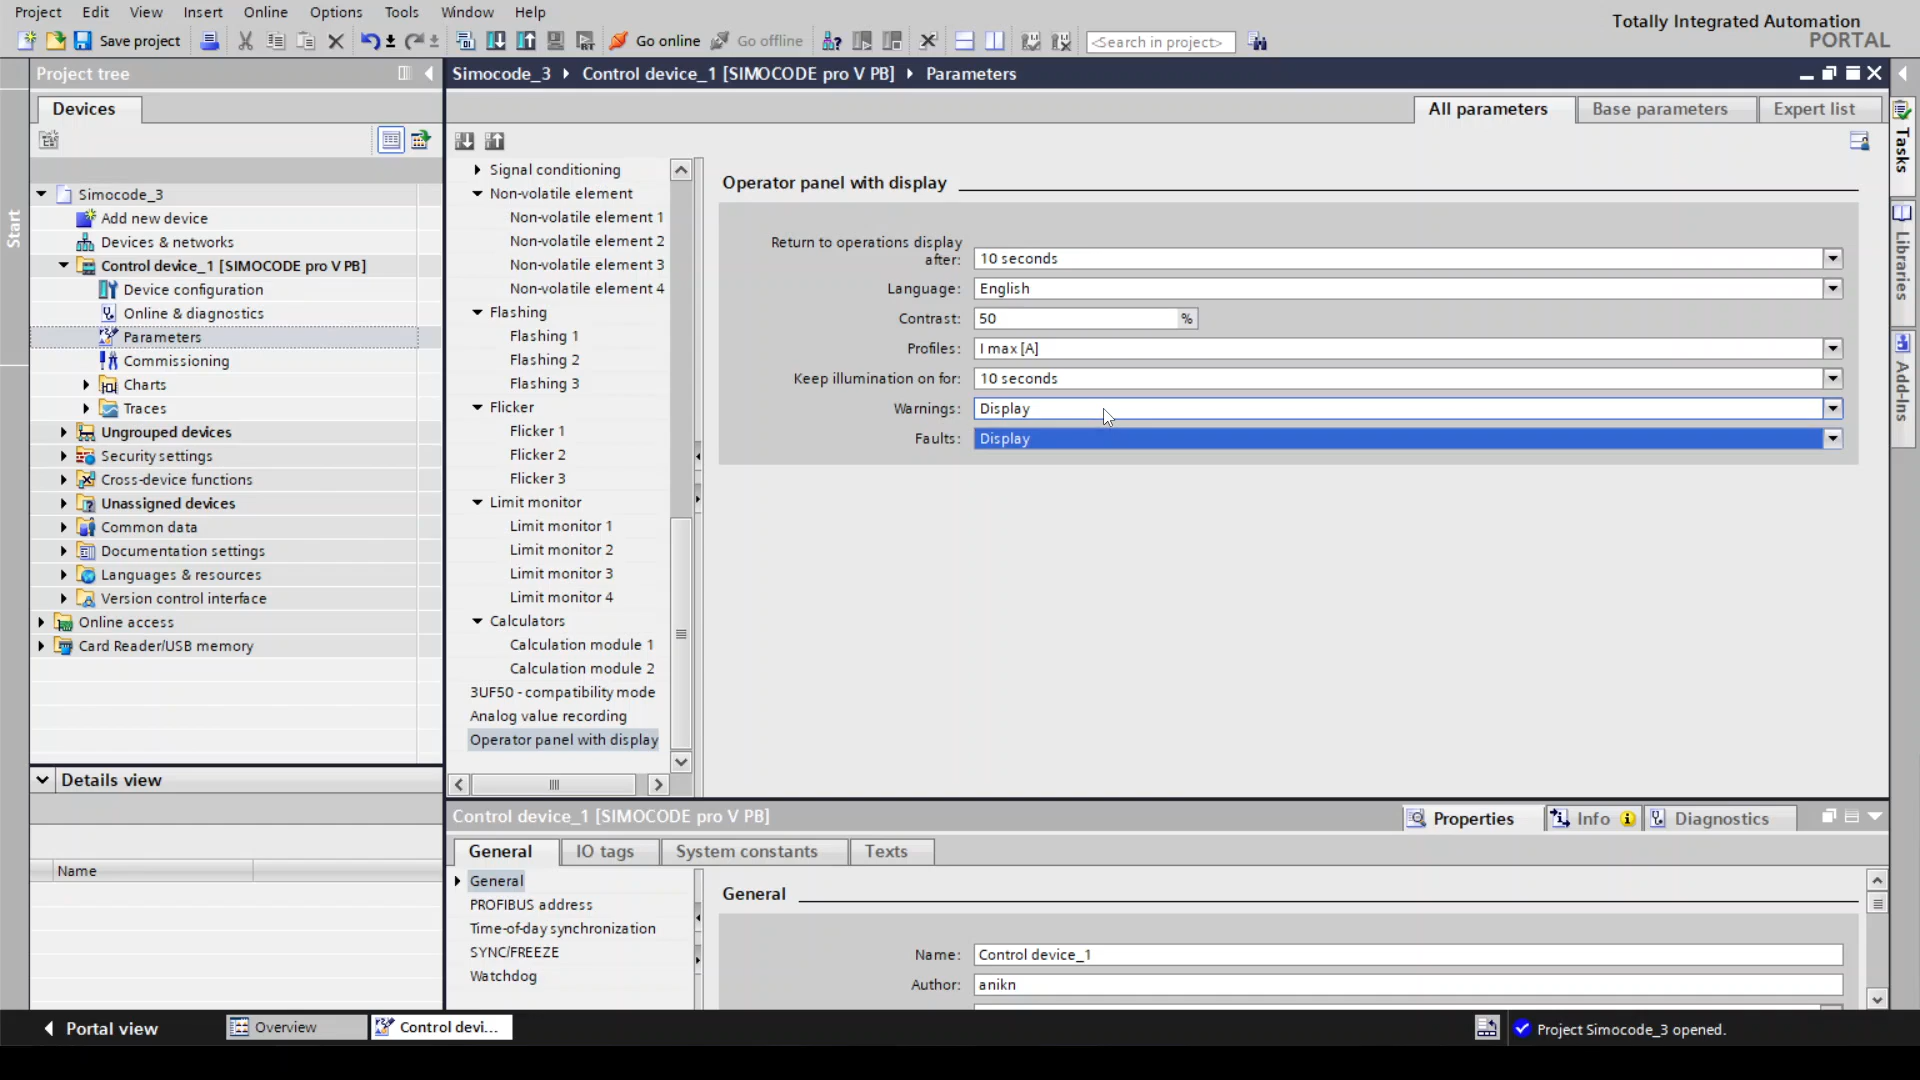 Project Edit View Insert Online Options Tools Window Help
Totally Integrated Automation
PORTAL
Save project Go online Go offline <Search in project>
Project tree
Simocode_3 Control device_1 [SIMOCODE pro V PB] Parameters
Devices
All parameters Base parameters Expert list
Start
Simocode_3
Add new device
Devices & networks
Control device_1 [SIMOCODE pro V PB]
Device configuration
Online & diagnostics
Parameters
Commissioning
Charts
Traces
Ungrouped devices
Security settings
Cross-device functions
Unassigned devices
Common data
Documentation settings
Languages & resources
Version control interface
Online access
Card Reader/USB memory
Details view
Name
Signal conditioning
Non-volatile element
Non-volatile element 1
Non-volatile element 2
Non-volatile element 3
Non-volatile element 4
Flashing
Flashing 1
Flashing 2
Flashing 3
Flicker
Flicker 1
Flicker 2
Flicker 3
Limit monitor
Limit monitor 1
Limit monitor 2
Limit monitor 3
Limit monitor 4
Calculators
Calculation module 1
Calculation module 2
3UF50 - compatibility mode
Analog value recording
Operator panel with display
Operator panel with display
Return to operations display
after: 10 seconds
Language: English
Contrast: 50 %
Profiles: I max [A]
Keep illumination on for: 10 seconds
Warnings: Display
Faults: Display
Tasks
Libraries
Add-Ins
Control device_1 [SIMOCODE pro V PB]
Properties Info Diagnostics
General IO tags System constants Texts
General
PROFIBUS address
Time-of-day synchronization
SYNC/FREEZE
Watchdog
General
Name: Control device_1
Author: anikn
Portal view Overview Control devi... Project Simocode_3 opened.